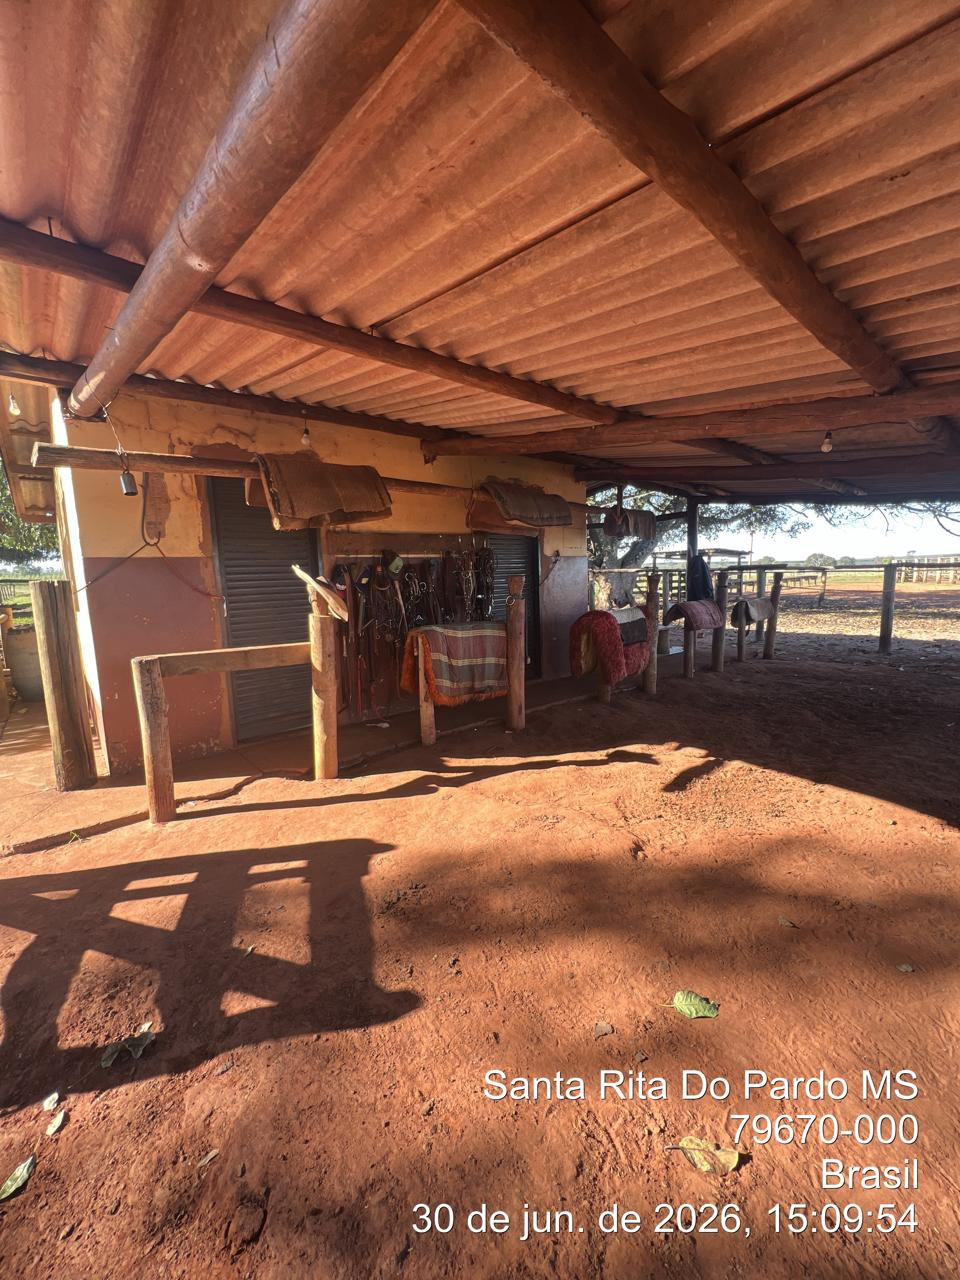 Santa Rita Do Pardo MS
79670-000
Brasil
30 de jun. de 2026, 15:09:54